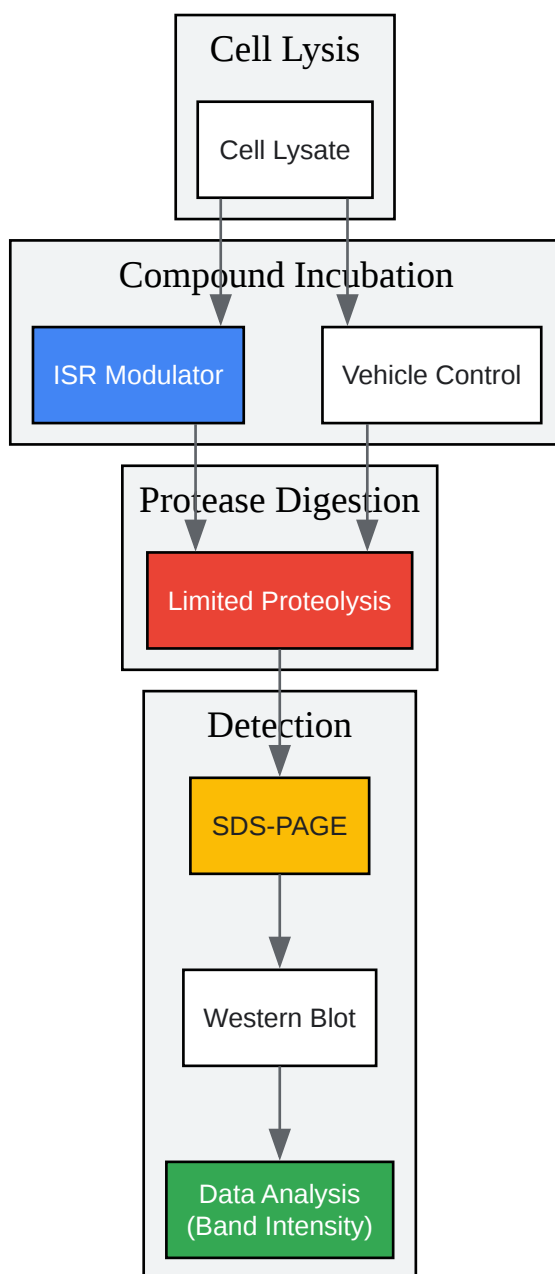 Cell Lysis
Cell Lysate
Compound Incubation
ISR Modulator
Vehicle Control
Protease Digestion
Limited Proteolysis
Detection
SDS-PAGE
Western Blot
Data Analysis
(Band Intensity)